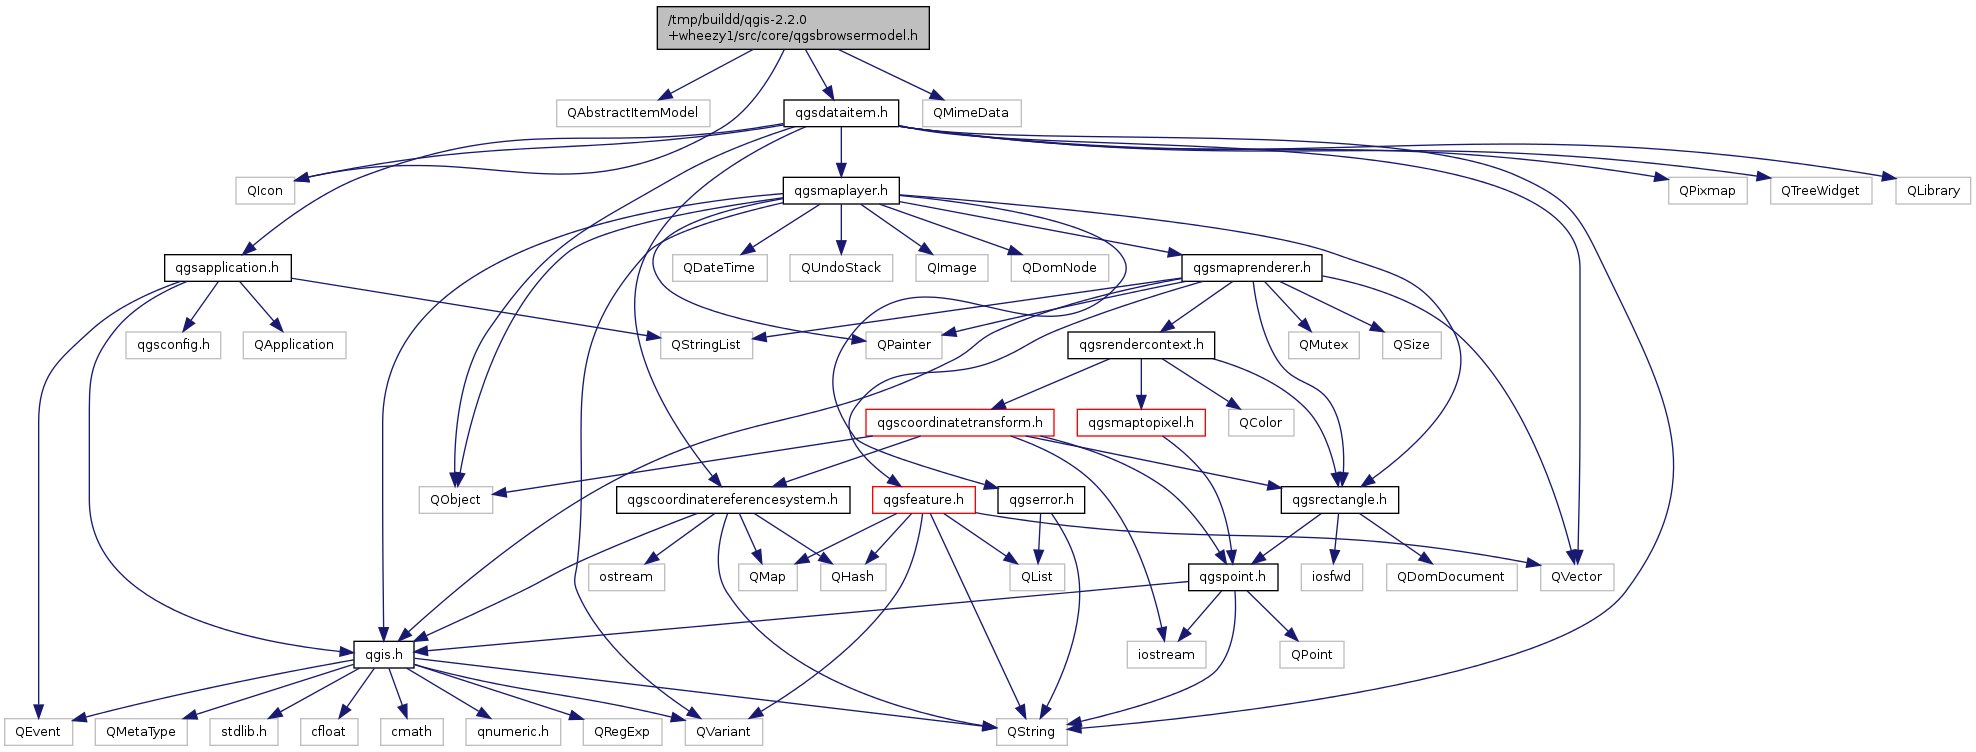 /tmp/buildd/qgis-2.2.0
+wheezy1/src/core/qgsbrowsermodel.h
QAbstractItemModel
qgsdataitem.h
QMimeData
QIcon
qgsmaplayer.h
QPixmap
QTreeWidget
QLibrary
qgsapplication.h
QDateTime
QUndoStack
QImage
QDomNode
qgsmaprenderer.h
qgsconfig.h
QApplication
QStringList
QPainter
qgsrendercontext.h
QMutex
QSize
qgscoordinatetransform.h
qgsmaptopixel.h
QColor
QObject
qgscoordinatereferencesystem.h
qgsfeature.h
qgserror.h
qgsrectangle.h
ostream
QMap
QHash
QList
qgspoint.h
iosfwd
QDomDocument
QVector
qgis.h
iostream
QPoint
QEvent
QMetaType
stdlib.h
cfloat
cmath
qnumeric.h
QRegExp
QVariant
QString